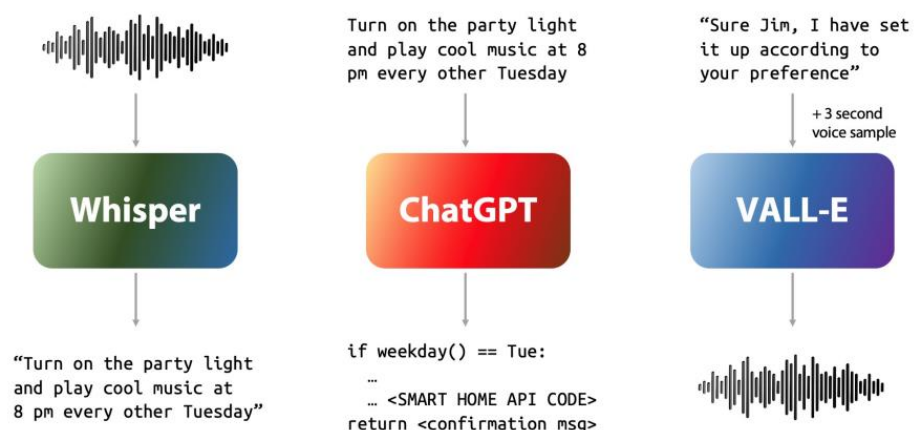 Turn on the party light
and play cool music at 8
pm every other Tuesday
“Sure Jim, I have set
it up according to
your preference”
+ 3 second
voice sample
Whisper
ChatGPT
VALL-E
“Turn on the party light
and play cool music at
8 pm every other Tuesday”
if weekday() == Tue:
…
… <SMART HOME API CODE>
return <confirmation msg>